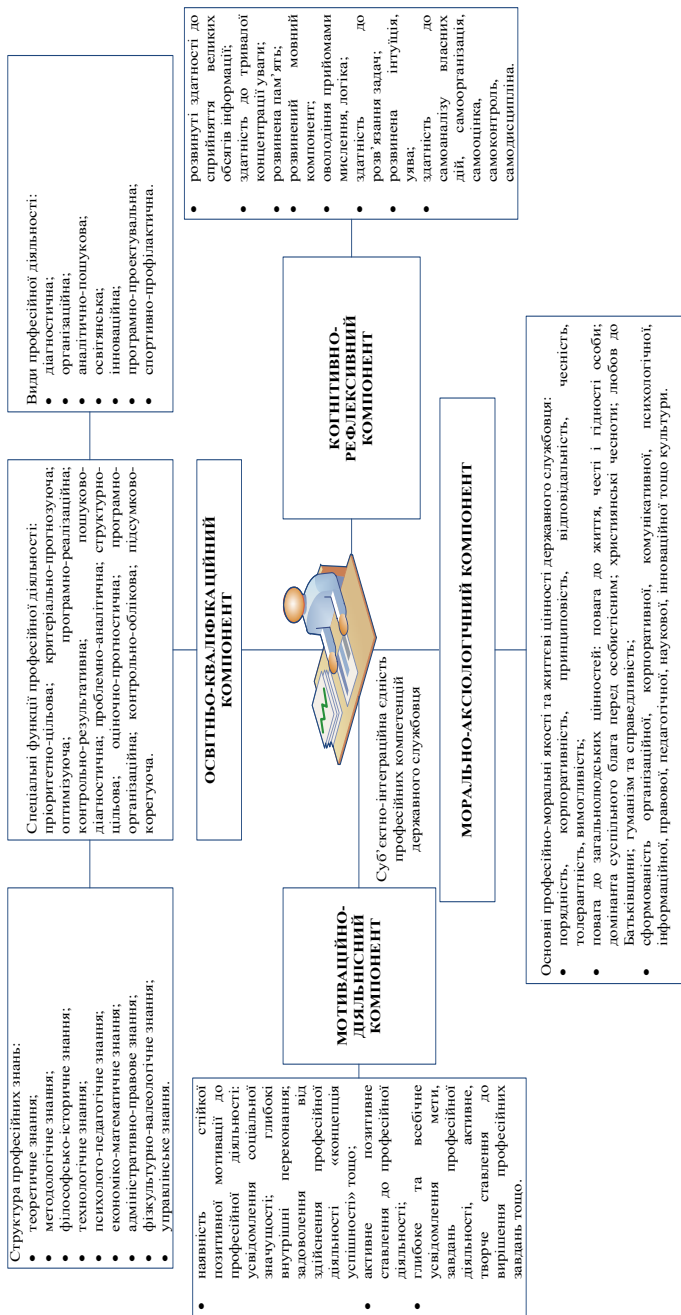 Структура професійних знань:
• теоретичне знання;
• методологічне знання;
• філософсько-історичне знання;
• технологічне знання;
• психолого-педагогічне знання;
• економіко-математичне знання;
• адміністративно-правове знання;
• фізкультурно-валеологічне знання;
• управлінське знання.
Спеціальні функції професійної діяльності:
пріоритетно-цільова; критеріально-прогнозуюча;
оптимізуюча; програмно-реалізаційна;
контрольно-результативна; пошуково-
діагностична; проблемно-аналітична; структурно-
цільова; оціночно-прогностична; програмно-
організаційна; контрольно-облікова; підсумково-
корегуюча.
Види професійної діяльності:
• діагностична;
• організаційна;
• аналітично-пошукова;
• освітянська;
• інноваційна;
• програмно-проектувальна;
• спортивно-профілактична.
ОСВІТНЬО-КВАЛІФІКАЦІЙНИЙ
КОМПОНЕНТ
• наявність стійкої
позитивної мотивації до
професійної діяльності:
усвідомлення соціальної
значущості; глибокі
внутрішні переконання;
задоволення від
здійснення професійної
діяльності «концепція
успішності» тощо;
• активне позитивне
ставлення до професійної
діяльності;
• глибоке та всебічне
усвідомлення мети,
завдань професійної
діяльності, активне,
творче ставлення до
вирішення професійних
завдань тощо.
МОТИВАЦІЙНО-
ДІЯЛЬНІСНИЙ
КОМПОНЕНТ
Суб’єктно-інтеграційна єдність
професійних компетенцій
державного службовця
КОГНІТИВНО-
РЕФЛЕКСИВНИЙ
КОМПОНЕНТ
• розвинуті здатності до
сприйняття великих
обсягів інформації;
• здатність до тривалої
концентрації уваги;
• розвинена пам’ять;
• розвинений мовний
компонент;
• оволодіння прийомами
мислення, логіка;
• здатність до
розв’язання задач;
• розвинена інтуїція,
уява;
• здатність до
самоаналізу власних
дій, самоорганізація,
самооцінка,
самоконтроль,
самодисципліна.
МОРАЛЬНО-АКСІОЛОГІЧНИЙ КОМПОНЕНТ
Основні професійно-моральні якості та життєві цінності державного службовця:
• порядність, корпоративність, принциповість, відповідальність, чесність,
толерантність, вимогливість;
• повага до загальнолюдських цінностей: повага до життя, честі і гідності особи;
домінанта суспільного блага перед особистісним; християнські чесноти; любов до
Батьківщини; гуманізм та справедливість;
• сформованість організаційної, корпоративної, комунікативної, психологічної,
інформаційної, правової, педагогічної, наукової, інноваційної тощо культури.